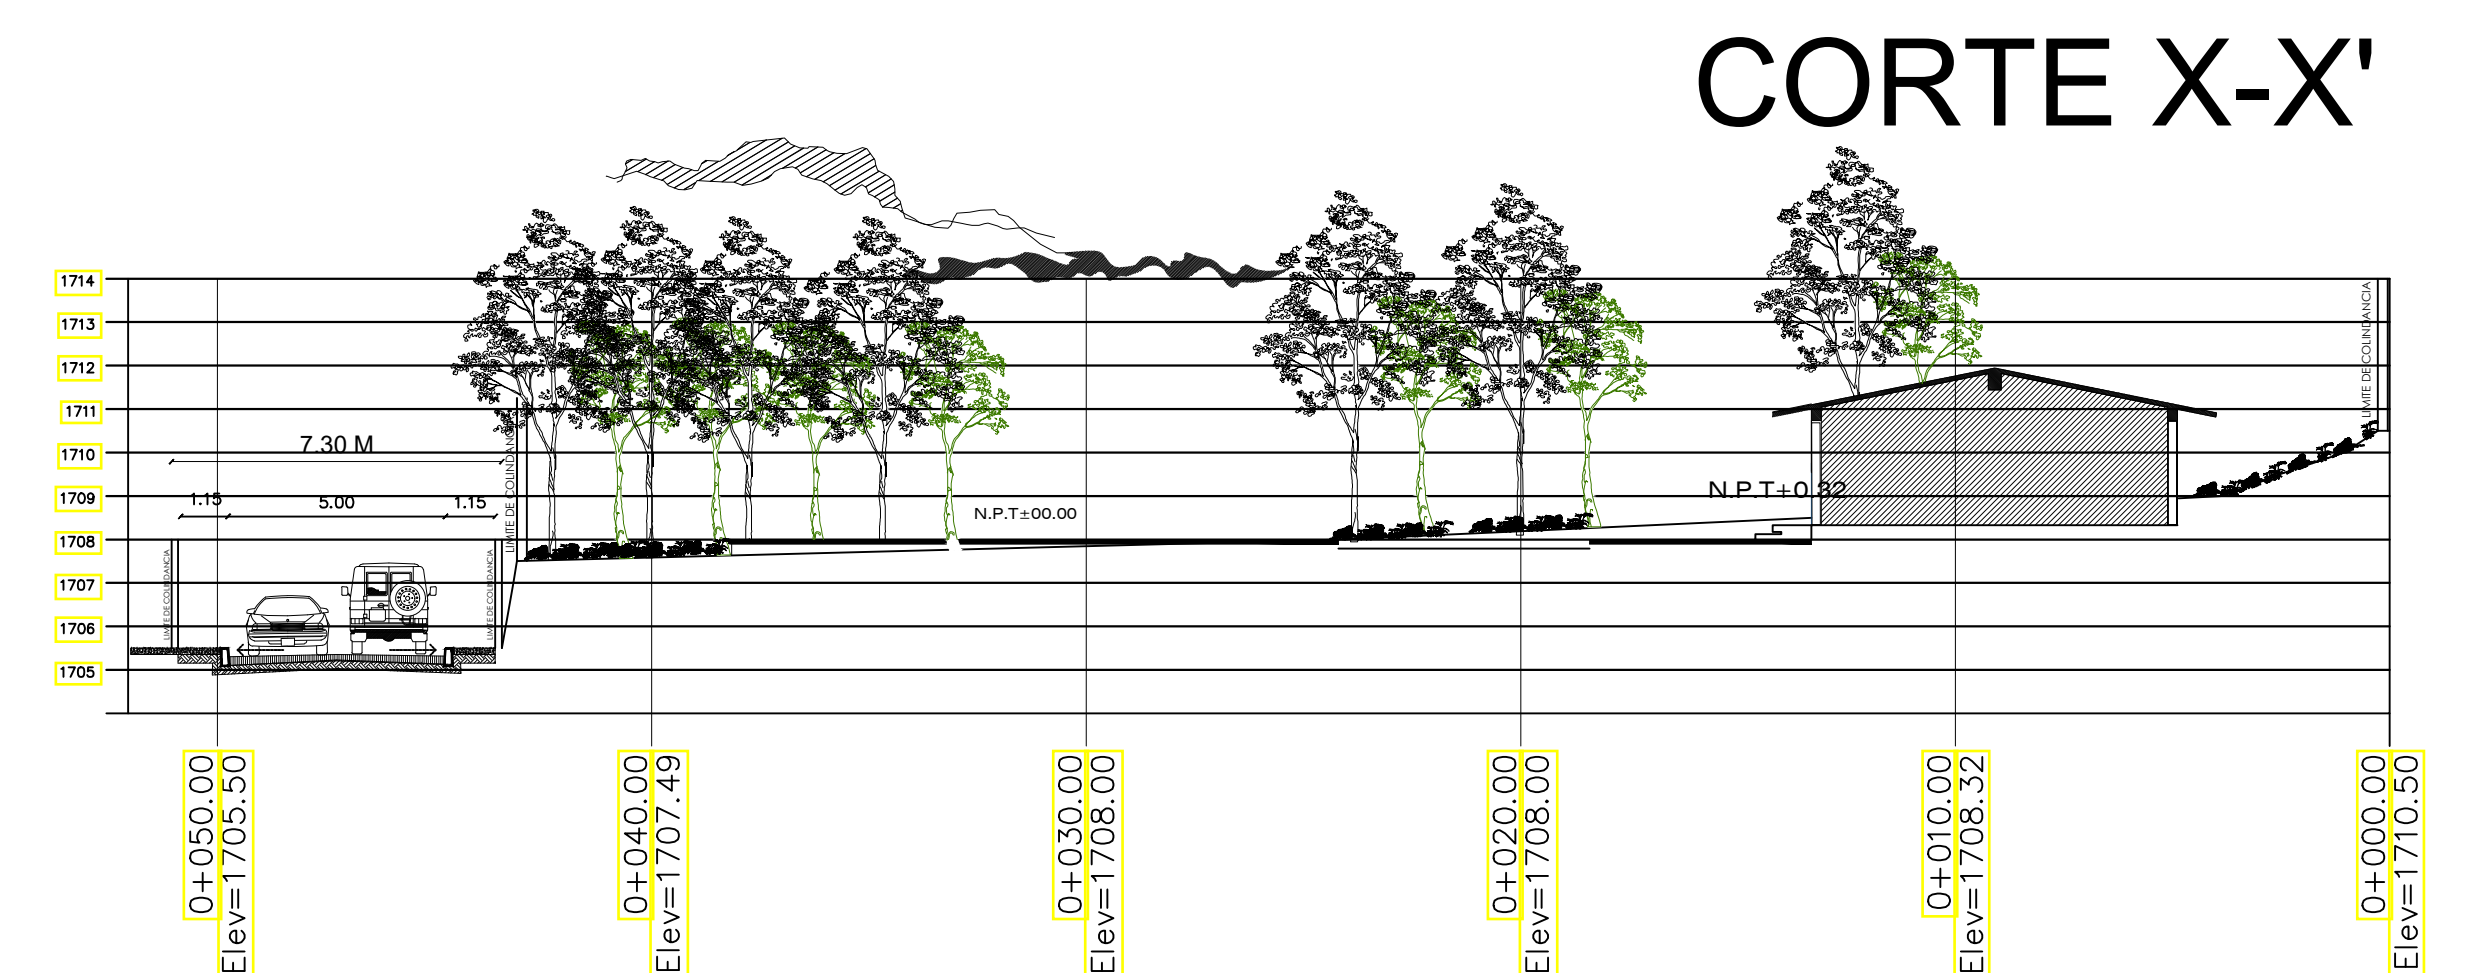 CORTE X-X'
1714
1713
1712
1711
1710
1709
1708
1707
1706
1705
7.30 M
1.15
5.00
1.15
LIMITE DE COLINDANCIA
LIMITE DE COLINDANCIA
LIMITE DE COLINDANCIA
N.P.T±00.00
N.P.T+0.32
LIMITE DE COLINDANCIA
0+050.00
Elev=1705.50
0+040.00
Elev=1707.49
0+030.00
Elev=1708.00
0+020.00
Elev=1708.00
0+010.00
Elev=1708.32
0+000.00
Elev=1710.50